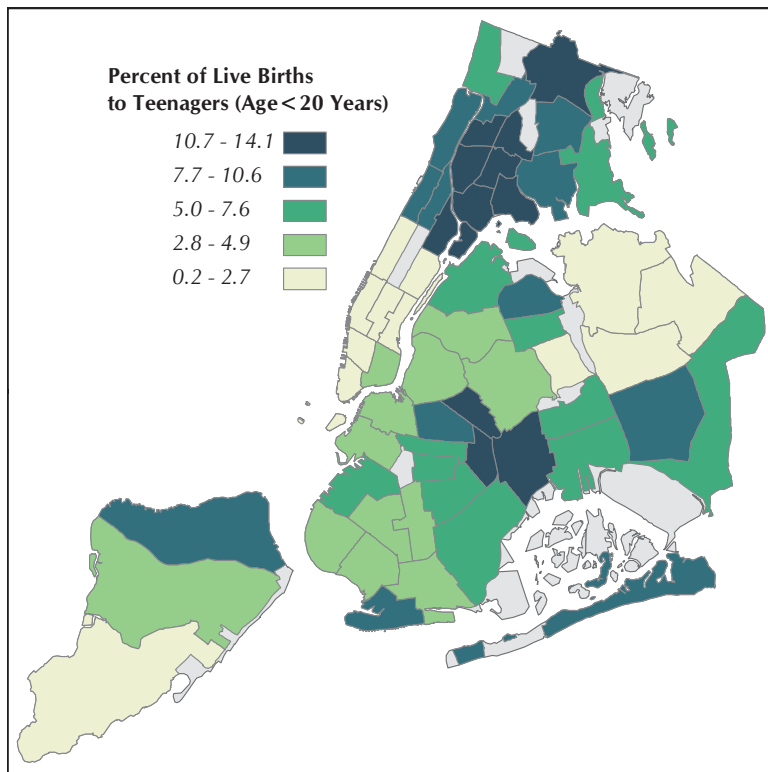 Percent of Live Births
to Teenagers (Age<20 Years)
10.7 - 14.1
7.7 - 10.6
5.0 - 7.6
2.8 - 4.9
0.2 - 2.7